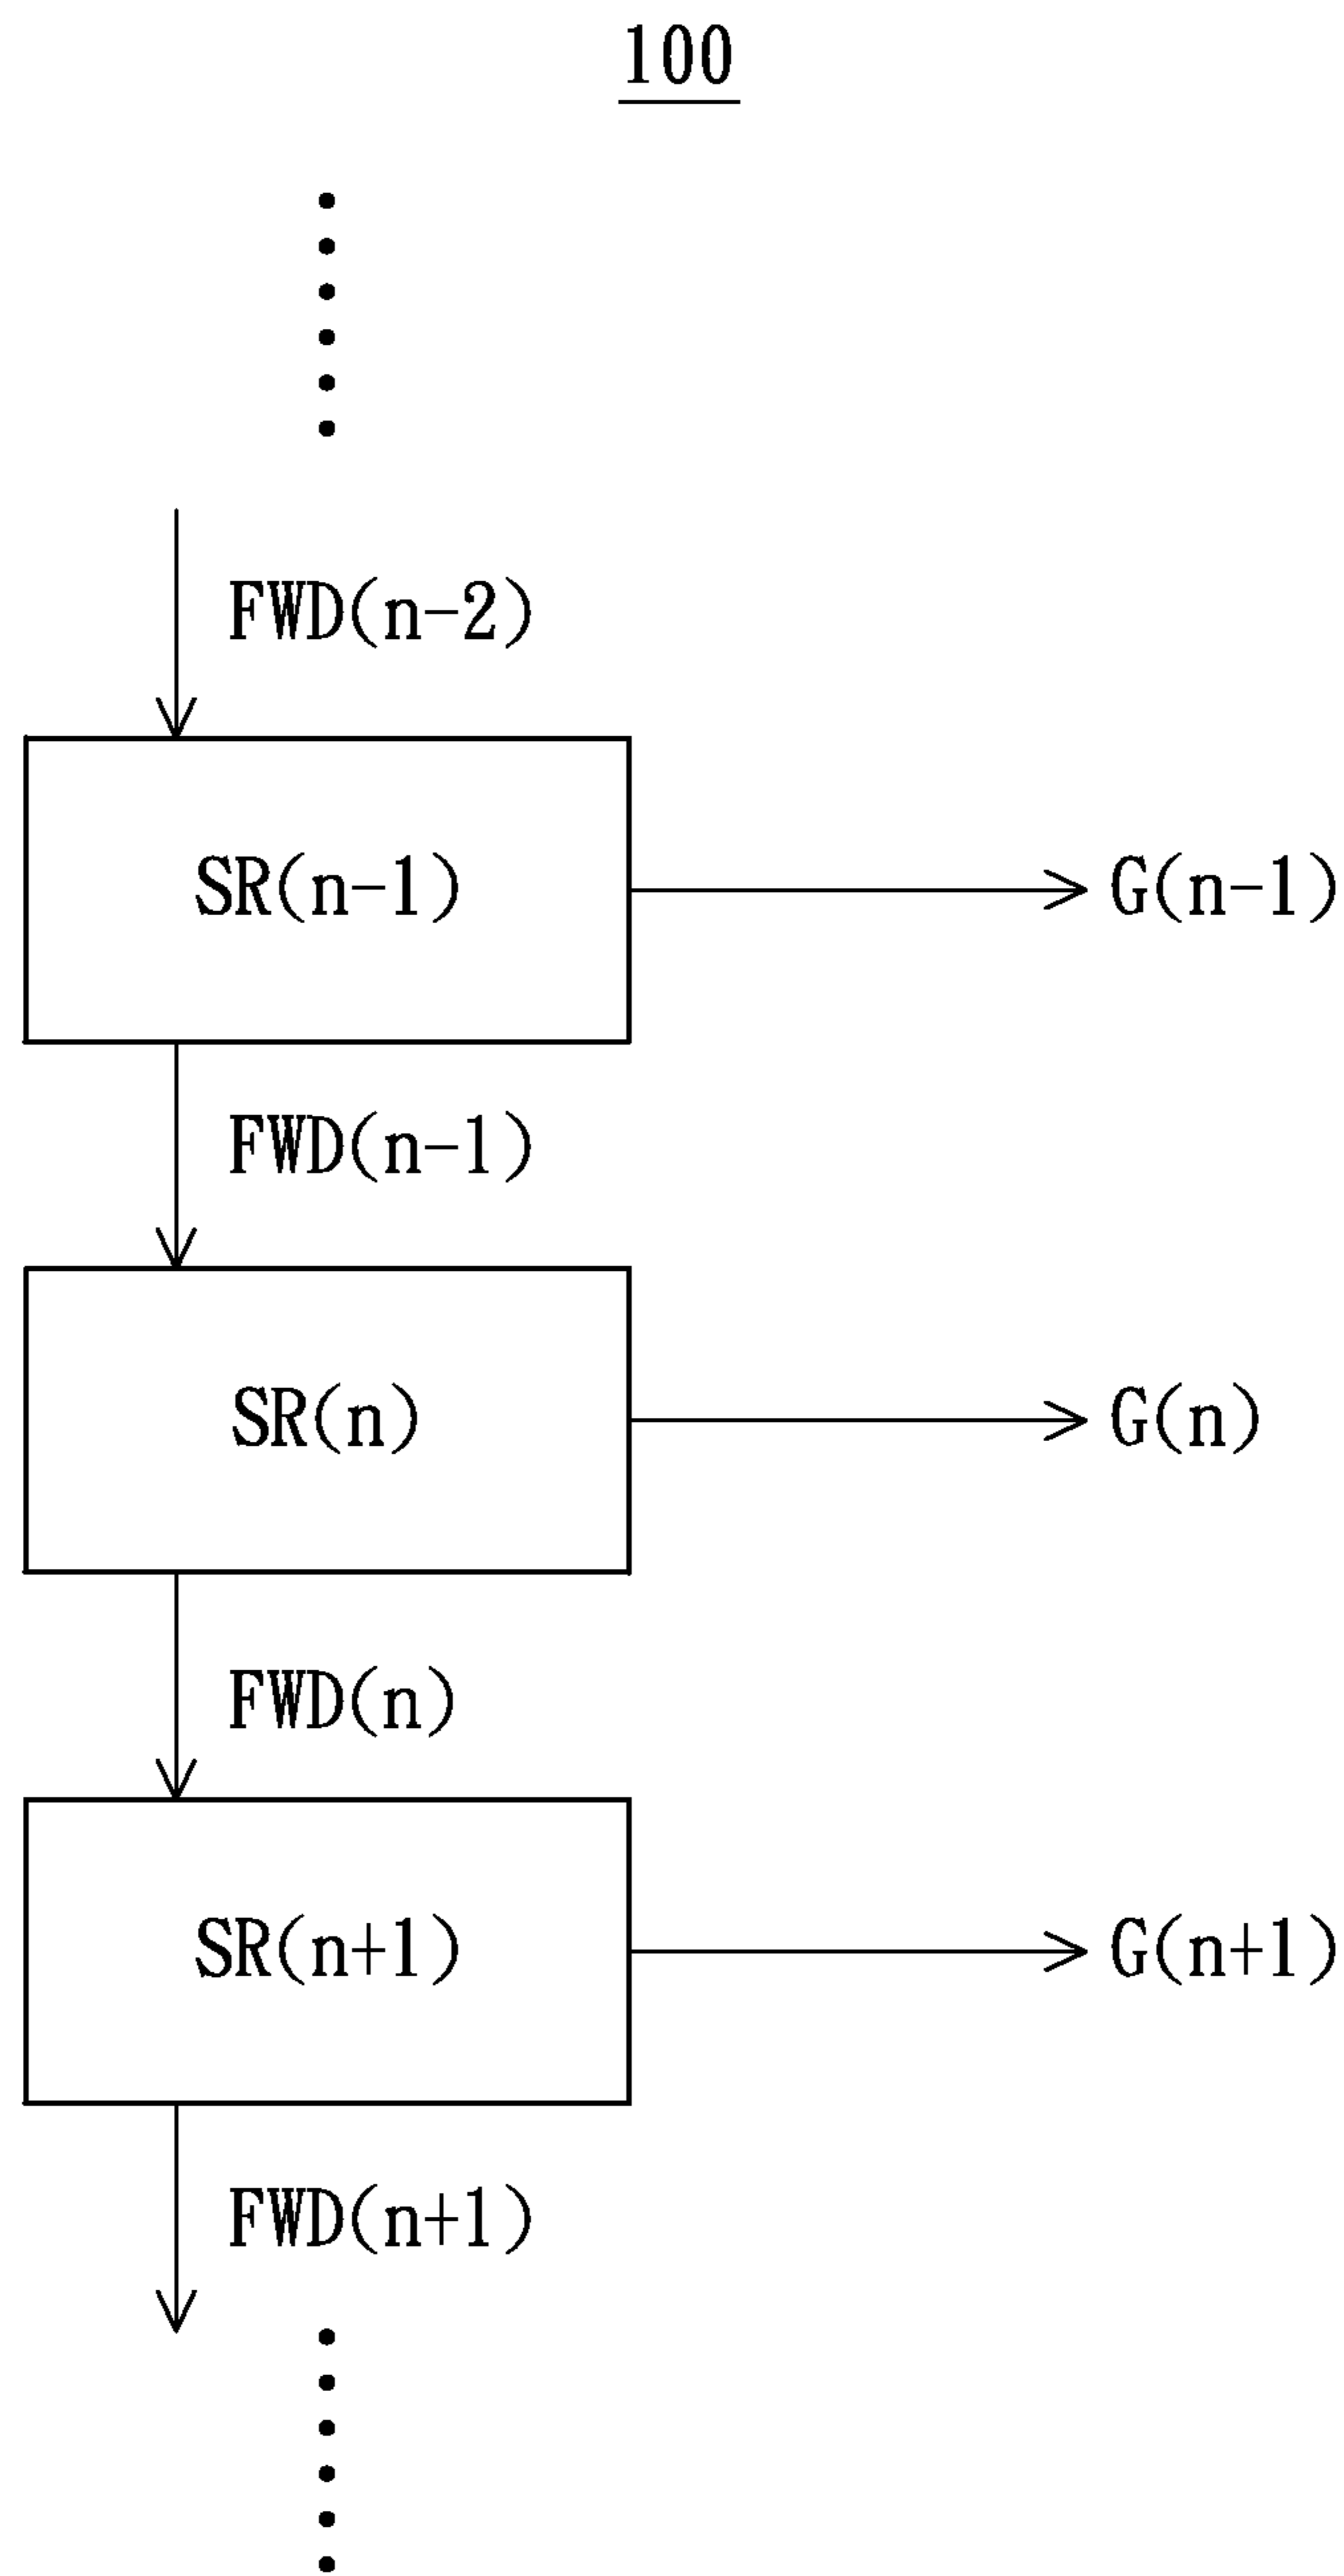 100
FWD(n-2)
SR(n-1)
G(n-1)
FWD(n-1)
SR(n)
G(n)
FWD(n)
SR(n+1)
G(n+1)
FWD(n+1)